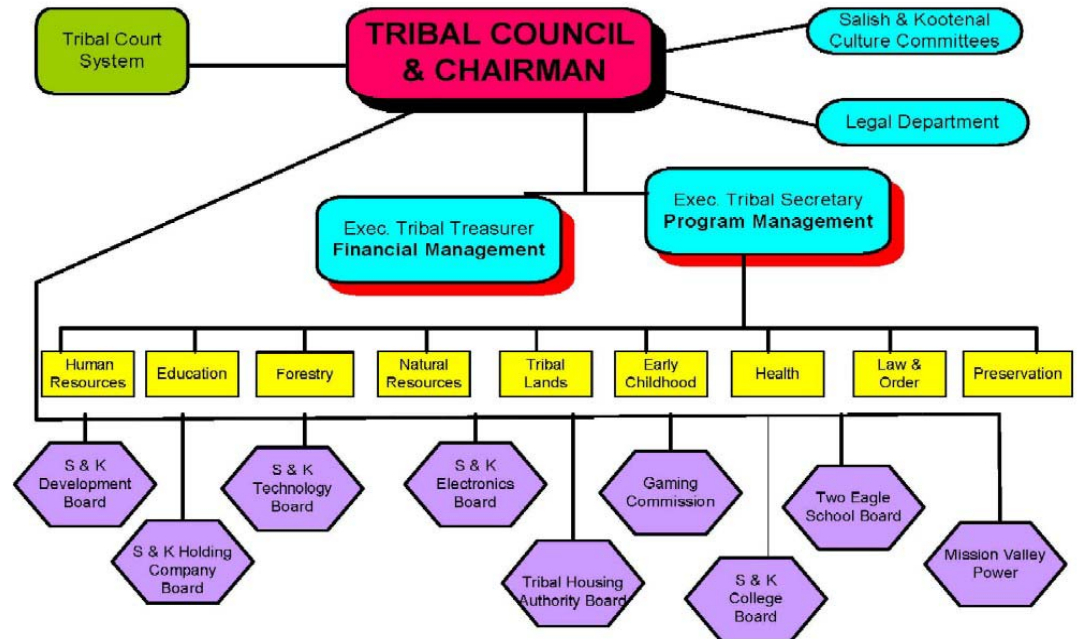 Tribal Court
System
TRIBAL COUNCIL
& CHAIRMAN
Salish & Kootenal
Culture Committees
Legal Department
Exec. Tribal Treasurer
Financial Management
Exec. Tribal Secretary
Program Management
Human
Resources
Education
Forestry
Natural
Resources
Tribal
Lands
Early
Childhood
Health
Law &
Order
Preservation
S & K
Development
Board
S & K Holding
Company
Board
S & K
Technology
Board
S & K
Electronics
Board
Tribal Housing
Authority Board
Gaming
Commission
S & K
College
Board
Two Eagle
School Board
Mission Valley
Power